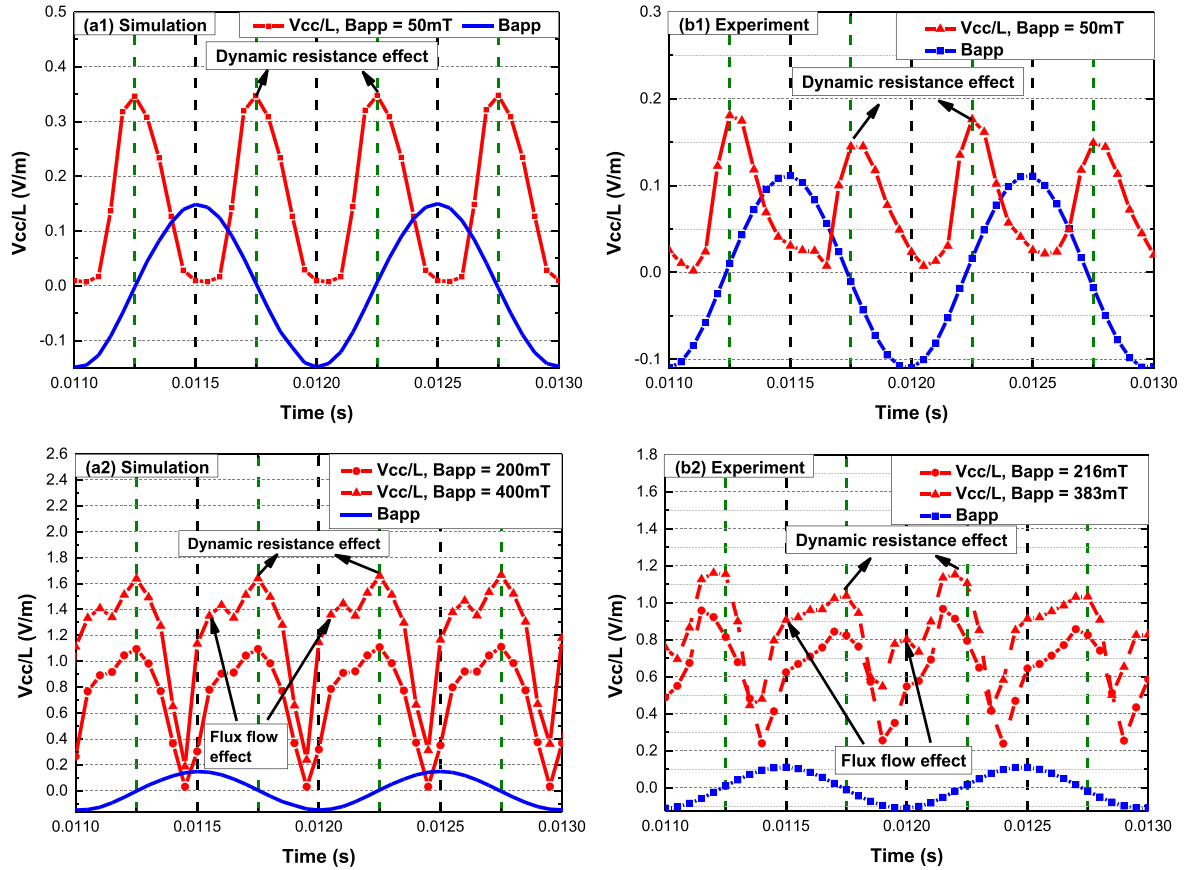 (a1) Simulation
Vcc/L, Bapp = 50mT
Bapp
Dynamic resistance effect
0.5
0.4
0.3
0.2
0.1
0.0
-0.1
Vcc/L (V/m)
0.0110
0.0115
0.0120
0.0125
0.0130
Time (s)
(b1) Experiment
Vcc/L, Bapp = 50mT
Bapp
Dynamic resistance effect
0.3
0.2
0.1
0.0
-0.1
Vcc/L (V/m)
0.0110
0.0115
0.0120
0.0125
0.0130
Time (s)
(a2) Simulation
Vcc/L, Bapp = 200mT
Vcc/L, Bapp = 400mT
Bapp
Dynamic resistance effect
Flux flow
effect
2.6
2.4
2.2
2.0
1.8
1.6
1.4
1.2
1.0
0.8
0.6
0.4
0.2
0.0
Vcc/L (V/m)
0.0110
0.0115
0.0120
0.0125
0.0130
Time (s)
(b2) Experiment
Vcc/L, Bapp = 216mT
Vcc/L, Bapp = 383mT
Bapp
Dynamic resistance effect
Flux flow effect
1.8
1.6
1.4
1.2
1.0
0.8
0.6
0.4
0.2
0.0
Vcc/L (V/m)
0.0110
0.0115
0.0120
0.0125
0.0130
Time (s)